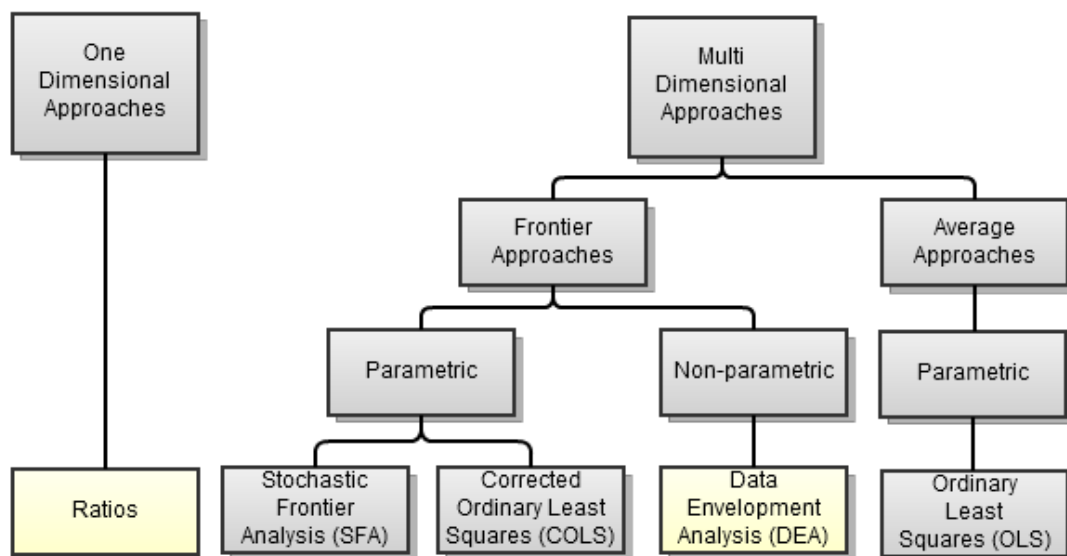 One
Dimensional
Approaches
Multi
Dimensional
Approaches
Frontier
Approaches
Average
Approaches
Parametric
Non-parametric
Parametric
Ratios
Stochastic
Frontier
Analysis (SFA)
Corrected
Ordinary Least
Squares (COLS)
Data
Envelopment
Analysis (DEA)
Ordinary
Least
Squares (OLS)